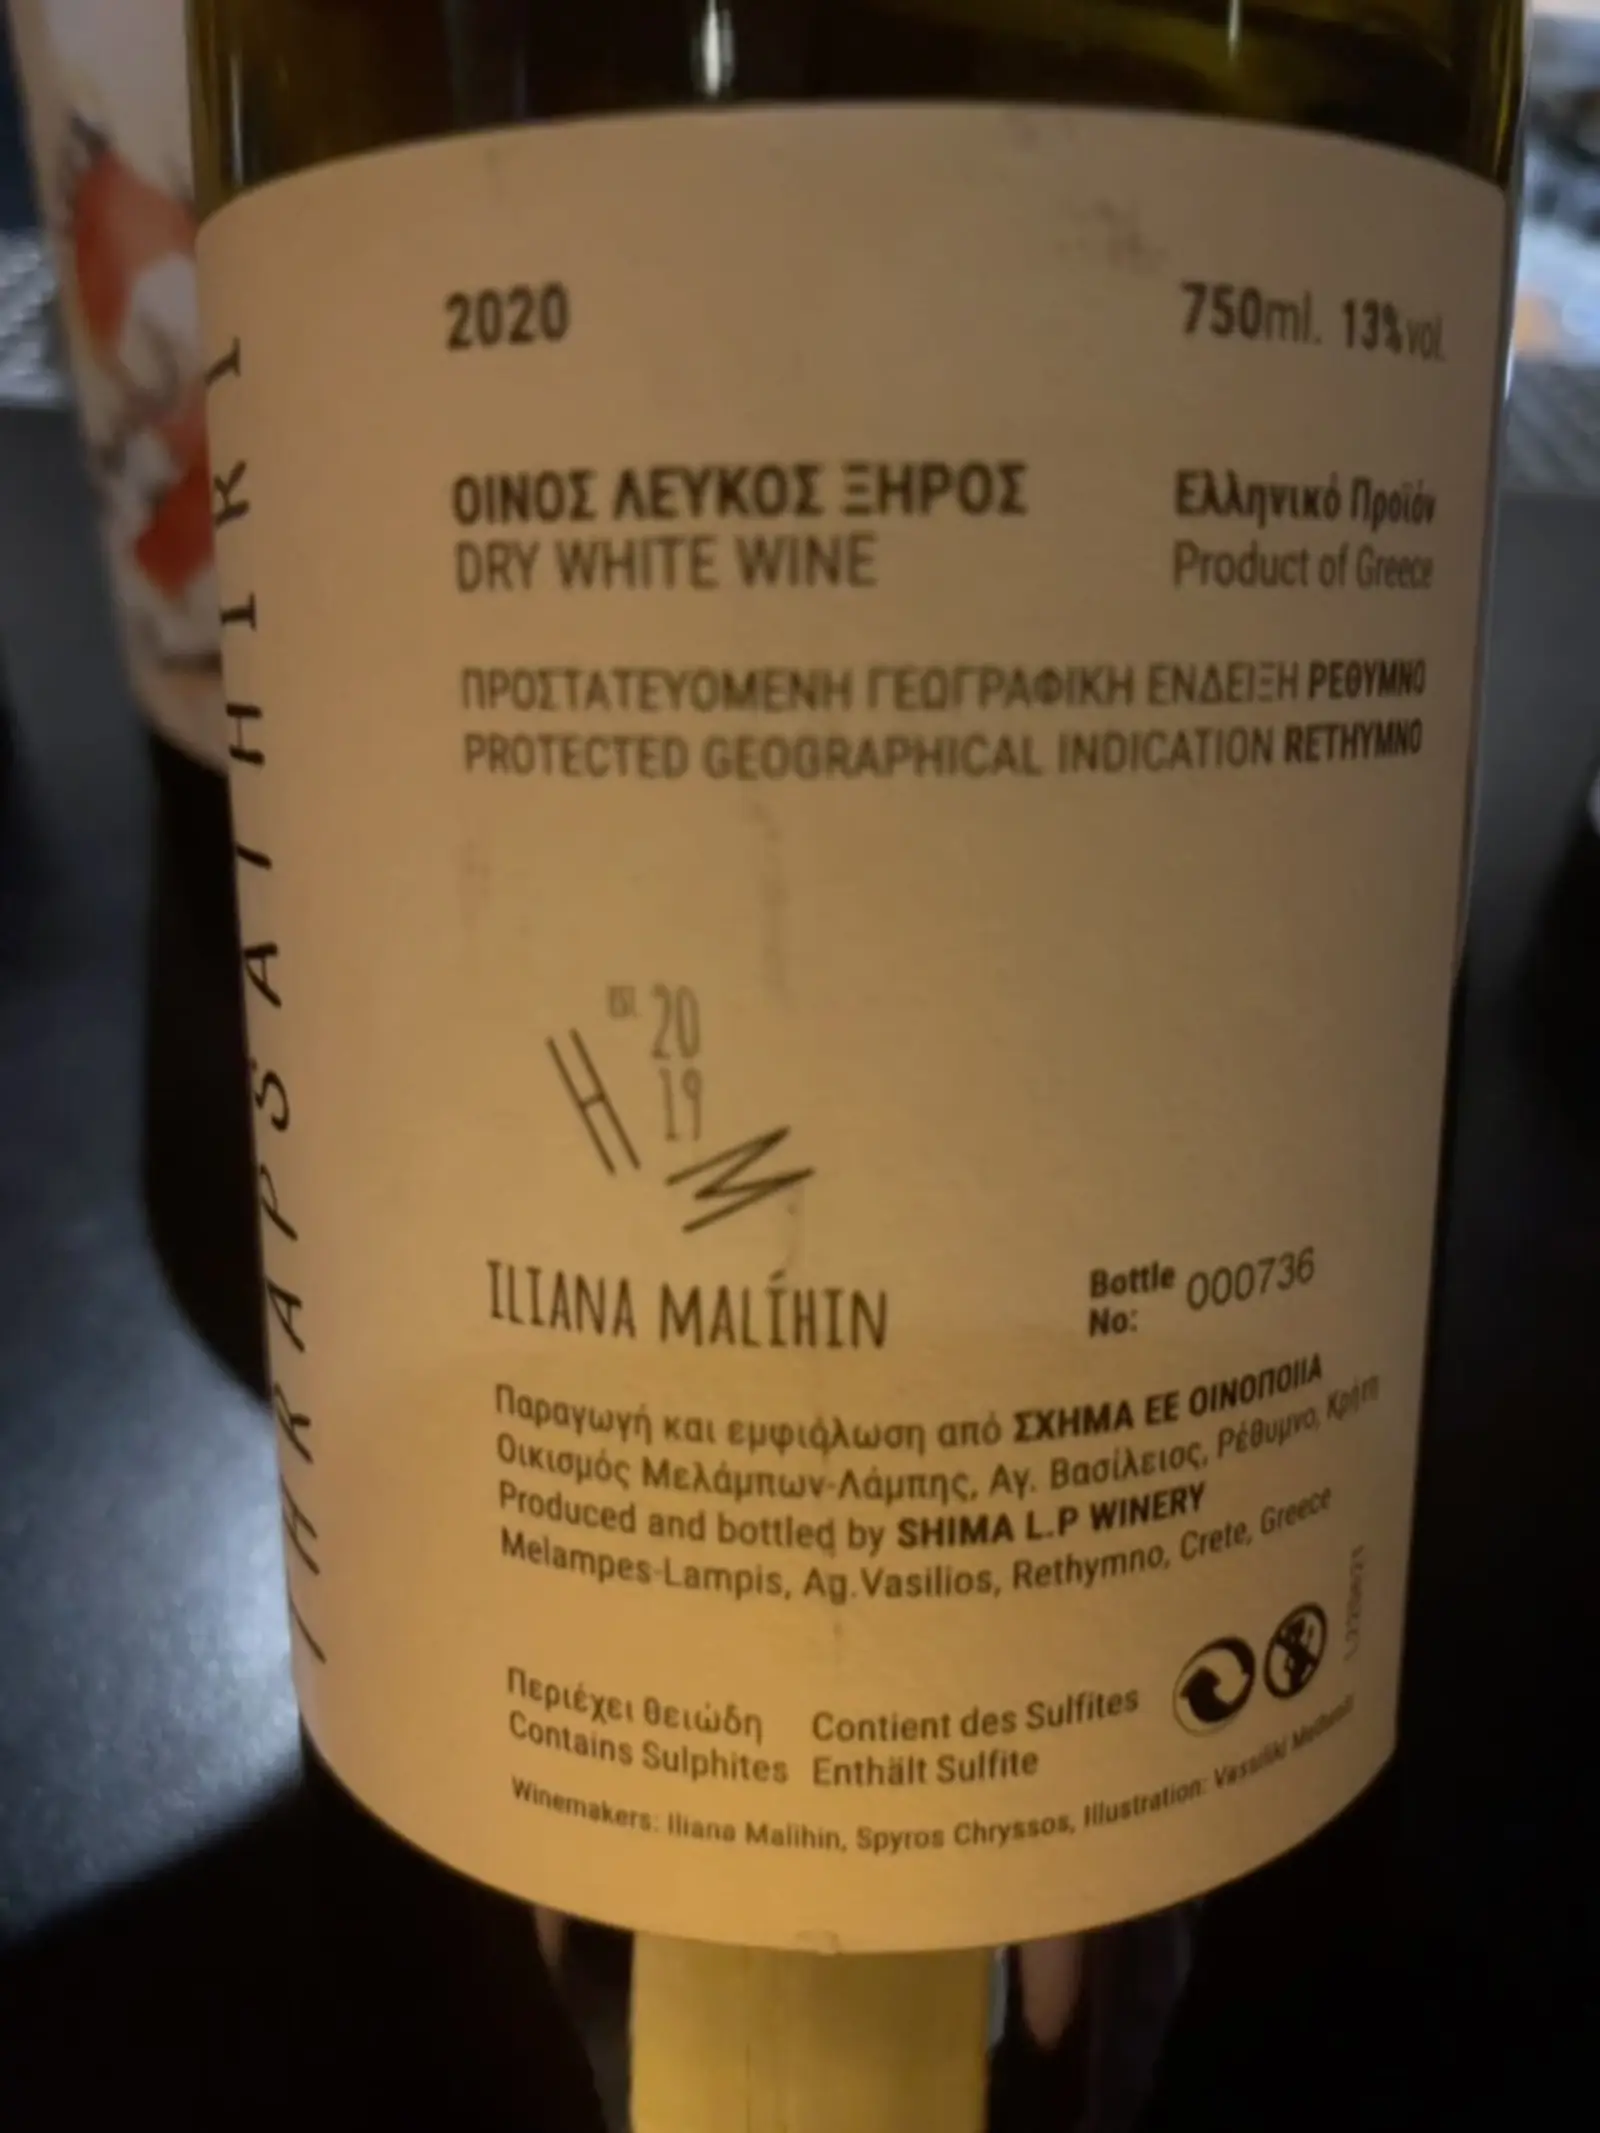 2020
750ml. 13%vol.
ΟΙΝΟΣ ΛΕΥΚΟΣ ΞΗΡΟΣ
DRY WHITE WINE
Ελληνικό Προϊόν
Product of Greece
ΠΡΟΣΤΑΤΕΥΟΜΕΝΗ ΓΕΩΓΡΑΦΙΚΗ ΕΝΔΕΙΞΗ ΡΕΘΥΜΝΟ
PROTECTED GEOGRAPHICAL INDICATION RETHYMNO
THRAPSATHIRI
EST. 20
19
HM
ILIANA MALÍHIN
Bottle 000736
No:
Παραγωγή και εμφιάλωση από ΣΧΗΜΑ ΕΕ ΟΙΝΟΠΟΙΙΑ
Οικισμός Μελάμπων-Λάμπης, Αγ. Βασίλειος, Ρέθυμνο, Κρήτη
Produced and bottled by SHIMA L.P WINERY
Melampes-Lampis, Ag.Vasilios, Rethymno, Crete, Greece
Περιέχει θειώδη
Contains Sulphites
Contient des Sulfites
Enthält Sulfite
Winemakers: Iliana Malihin, Spyros Chryssos, Illustration: Vassiliki